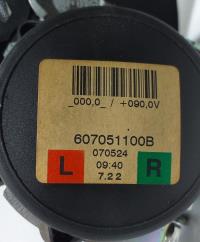 _000,0_ / +090,0V
607051100B
L 070524 R
09:40
7.22